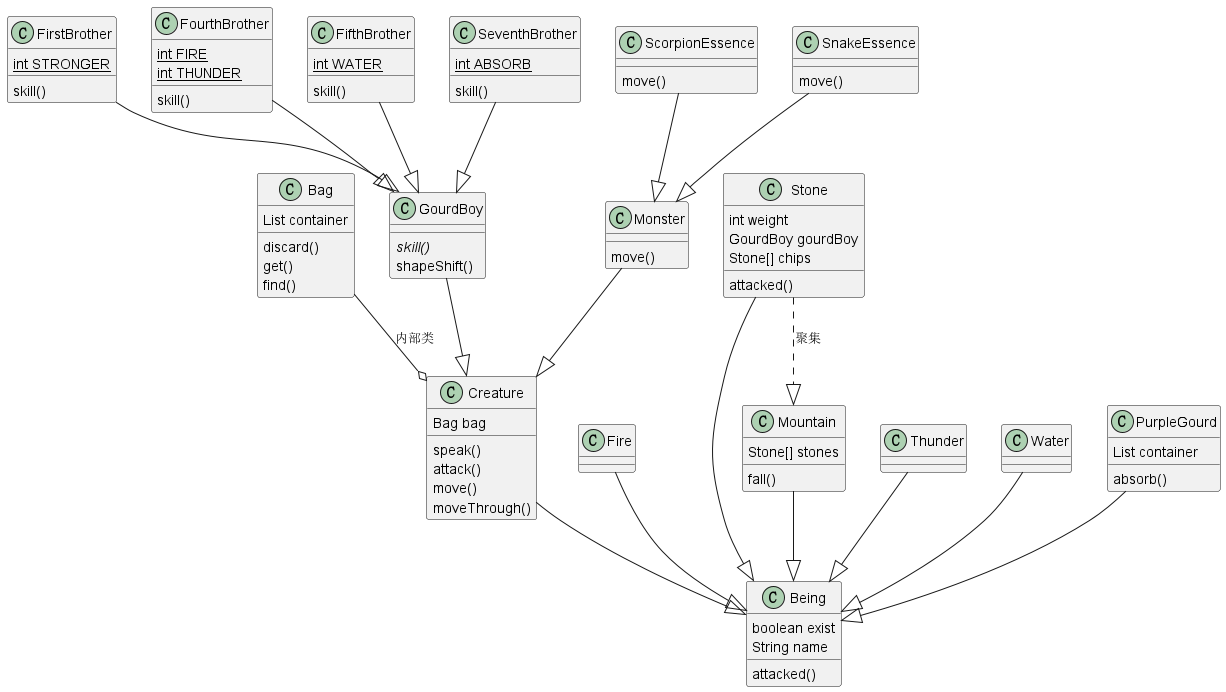 C FirstBrother
int STRONGER
skill()
C FourthBrother
int FIRE
int THUNDER
skill()
C FifthBrother
int WATER
skill()
C SeventhBrother
int ABSORB
skill()
C ScorpionEssence
move()
C SnakeEssence
move()
C Bag
List container
discard()
get()
find()
C GourdBoy
skill()
shapeShift()
C Monster
move()
C Stone
int weight
GourdBoy gourdBoy
Stone[] chips
attacked()
内部类
聚集
C Creature
Bag bag
speak()
attack()
move()
moveThrough()
C Fire
C Mountain
Stone[] stones
fall()
C Thunder
C Water
C PurpleGourd
List container
absorb()
C Being
boolean exist
String name
attacked()